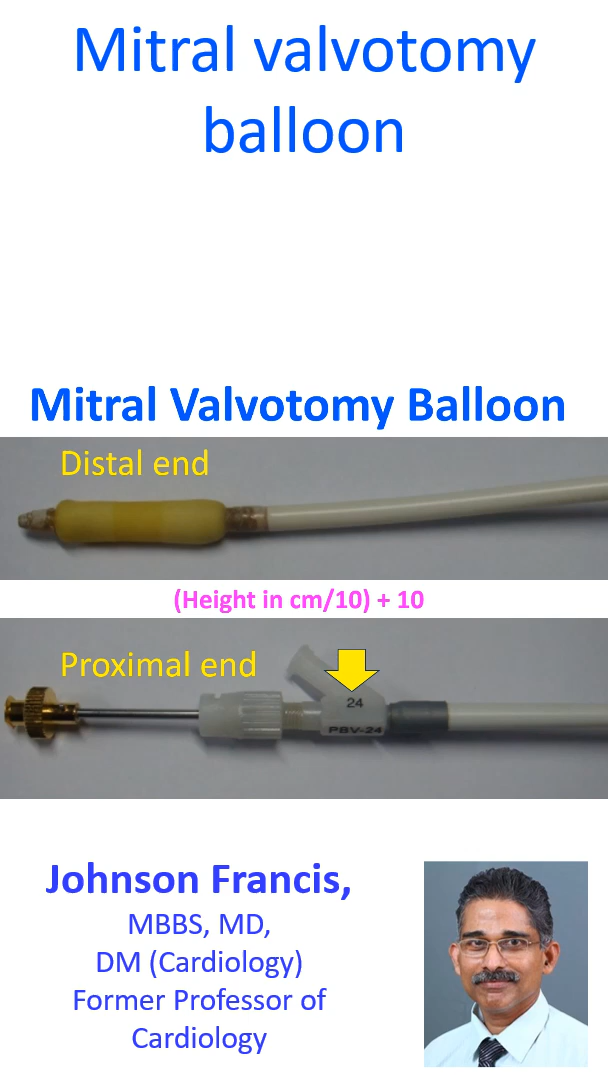 Mitral valvotomy
balloon
Mitral Valvotomy Balloon
Distal end
(Height in cm/10) + 10
Proximal end
24
PBV-24
Johnson Francis,
MBBS, MD,
DM (Cardiology)
Former Professor of
Cardiology